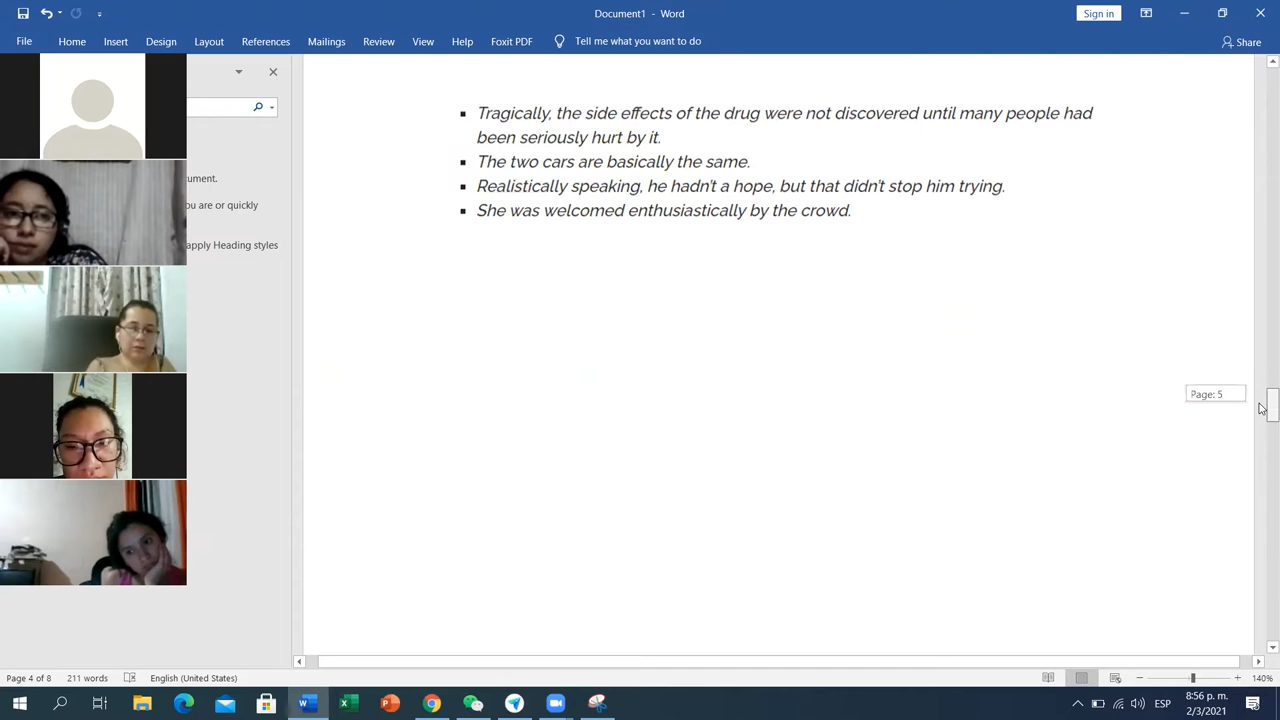 Document1 - Word
Sign in
File Home Insert Design Layout References Mailings Review View Help Foxit PDF Tell me what you want to do Share
▪ Tragically, the side effects of the drug were not discovered until many people had
been seriously hurt by it.
▪ The two cars are basically the same.
▪ Realistically speaking, he hadn't a hope, but that didn't stop him trying.
▪ She was welcomed enthusiastically by the crowd.
ument.
ou are or quickly
apply Heading styles
Page: 5
Page 4 of 8 211 words English (United States) 140%
ESP
8:56 p. m.
2/3/2021